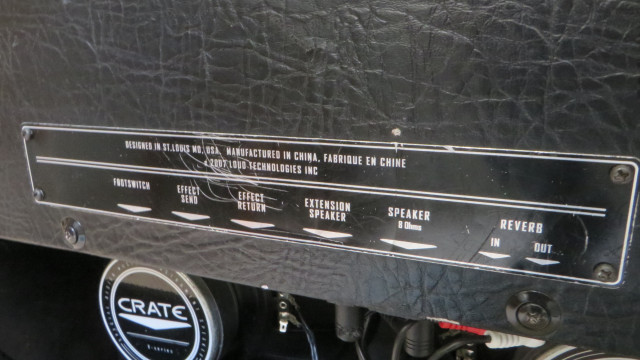 DESIGNED IN ST.LOUIS MO., USA. MANUFACTURED IN CHINA. FABRIQUE EN CHINE
© 2007 LOUD TECHNOLOGIES INC
FOOTSWITCH
EFFECT
SEND
EFFECT
RETURN
EXTENSION
SPEAKER
SPEAKER
8 Ohms
REVERB
IN OUT
CRATE